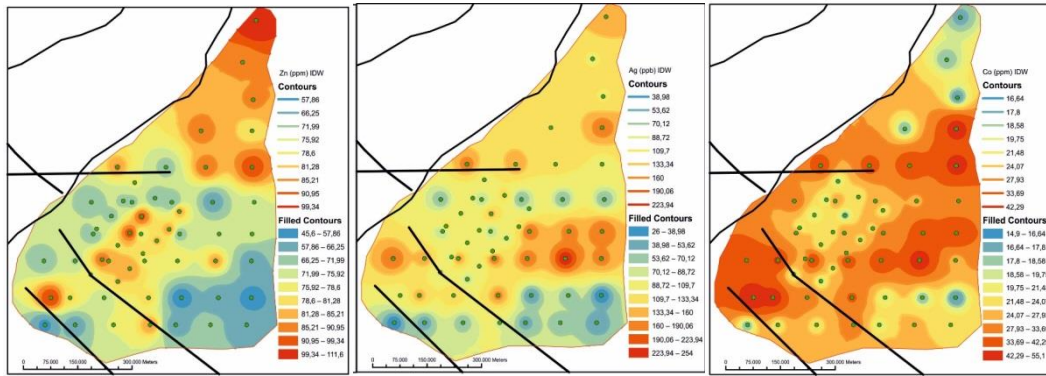 Zn (ppm) IDW
Contours
57,86
66,25
71,99
75,92
78,6
81,28
85,21
90,95
99,34
Filled Contours
45,6 – 57,86
57,86 – 66,25
66,25 – 71,99
71,99 – 75,92
75,92 – 78,6
78,6 – 81,28
81,28 – 85,21
85,21 – 90,95
90,95 – 99,34
99,34 – 111,6
0 75.000 150.000 300.000 Meters
Ag (ppb) IDW
Contours
38,98
53,62
70,12
88,72
109,7
133,34
160
190,06
223,94
Filled Contours
26 – 38,98
38,98 – 53,62
53,62 – 70,12
70,12 – 88,72
88,72 – 109,7
109,7 – 133,34
133,34 – 160
160 – 190,06
190,06 – 223,94
223,94 – 254
0 75.000 150.000 300.000 Meters
Co (ppm) IDW
Contours
16,64
17,8
18,58
19,75
21,48
24,07
27,93
33,69
42,29
Filled Contours
14,9 – 16,64
16,64 – 17,8
17,8 – 18,58
18,58 – 19,7
19,75 – 21,4
21,48 – 24,0
24,07 – 27,9
27,93 – 33,6
33,69 – 42,2
42,29 – 55,1
0 75.000 150.000 300.000 Meters